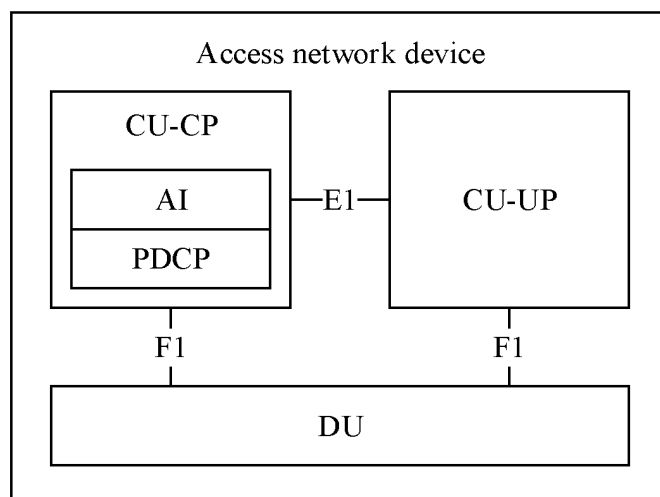 Access network device
CU-CP
AI
PDCP
E1
CU-UP
F1
F1
DU